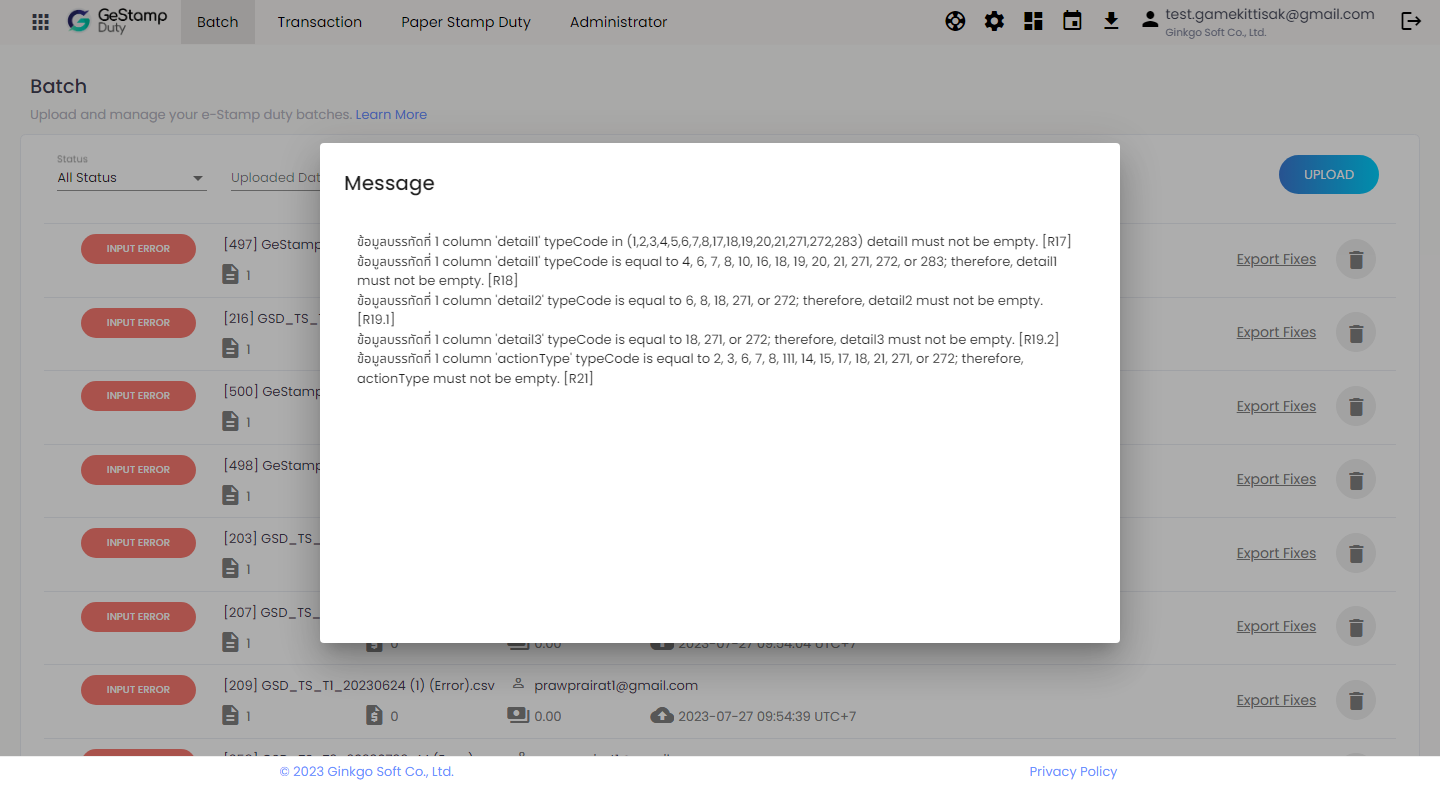 GeStamp
Duty
Batch
Transaction
Paper Stamp Duty
Administrator
test.gamekittisak@gmail.com
Ginkgo Soft Co., Ltd.
Batch
Upload and manage your e-Stamp duty batches. Learn More
Status
All Status
Uploaded Dat
UPLOAD
Message
ข้อมูลบรรทัดที่ 1 column 'detail1' typeCode in (1,2,3,4,5,6,7,8,17,18,19,20,21,271,272,283) detail1 must not be empty. [R17]
ข้อมูลบรรทัดที่ 1 column 'detail1' typeCode is equal to 4, 6, 7, 8, 10, 16, 18, 19, 20, 21, 271, 272, or 283; therefore, detail1
must not be empty. [R18]
ข้อมูลบรรทัดที่ 1 column 'detail2' typeCode is equal to 6, 8, 18, 271, or 272; therefore, detail2 must not be empty.
[R19.1]
ข้อมูลบรรทัดที่ 1 column 'detail3' typeCode is equal to 18, 271, or 272; therefore, detail3 must not be empty. [R19.2]
ข้อมูลบรรทัดที่ 1 column 'actionType' typeCode is equal to 2, 3, 6, 7, 8, 111, 14, 15, 17, 18, 21, 271, or 272; therefore,
actionType must not be empty. [R21]
INPUT ERROR
[497] GeStamp
1
Export Fixes
INPUT ERROR
[216] GSD_TS_
1
Export Fixes
INPUT ERROR
[500] GeStamp
1
Export Fixes
INPUT ERROR
[498] GeStamp
1
Export Fixes
INPUT ERROR
[203] GSD_TS_
1
Export Fixes
INPUT ERROR
[207] GSD_TS_
1
0
0.00
2023-07-27 09:54:04 UTC+7
Export Fixes
INPUT ERROR
[209] GSD_TS_T1_20230624 (1) (Error).csv
prawprairat1@gmail.com
1
0
0.00
2023-07-27 09:54:39 UTC+7
Export Fixes
© 2023 Ginkgo Soft Co., Ltd.
Privacy Policy